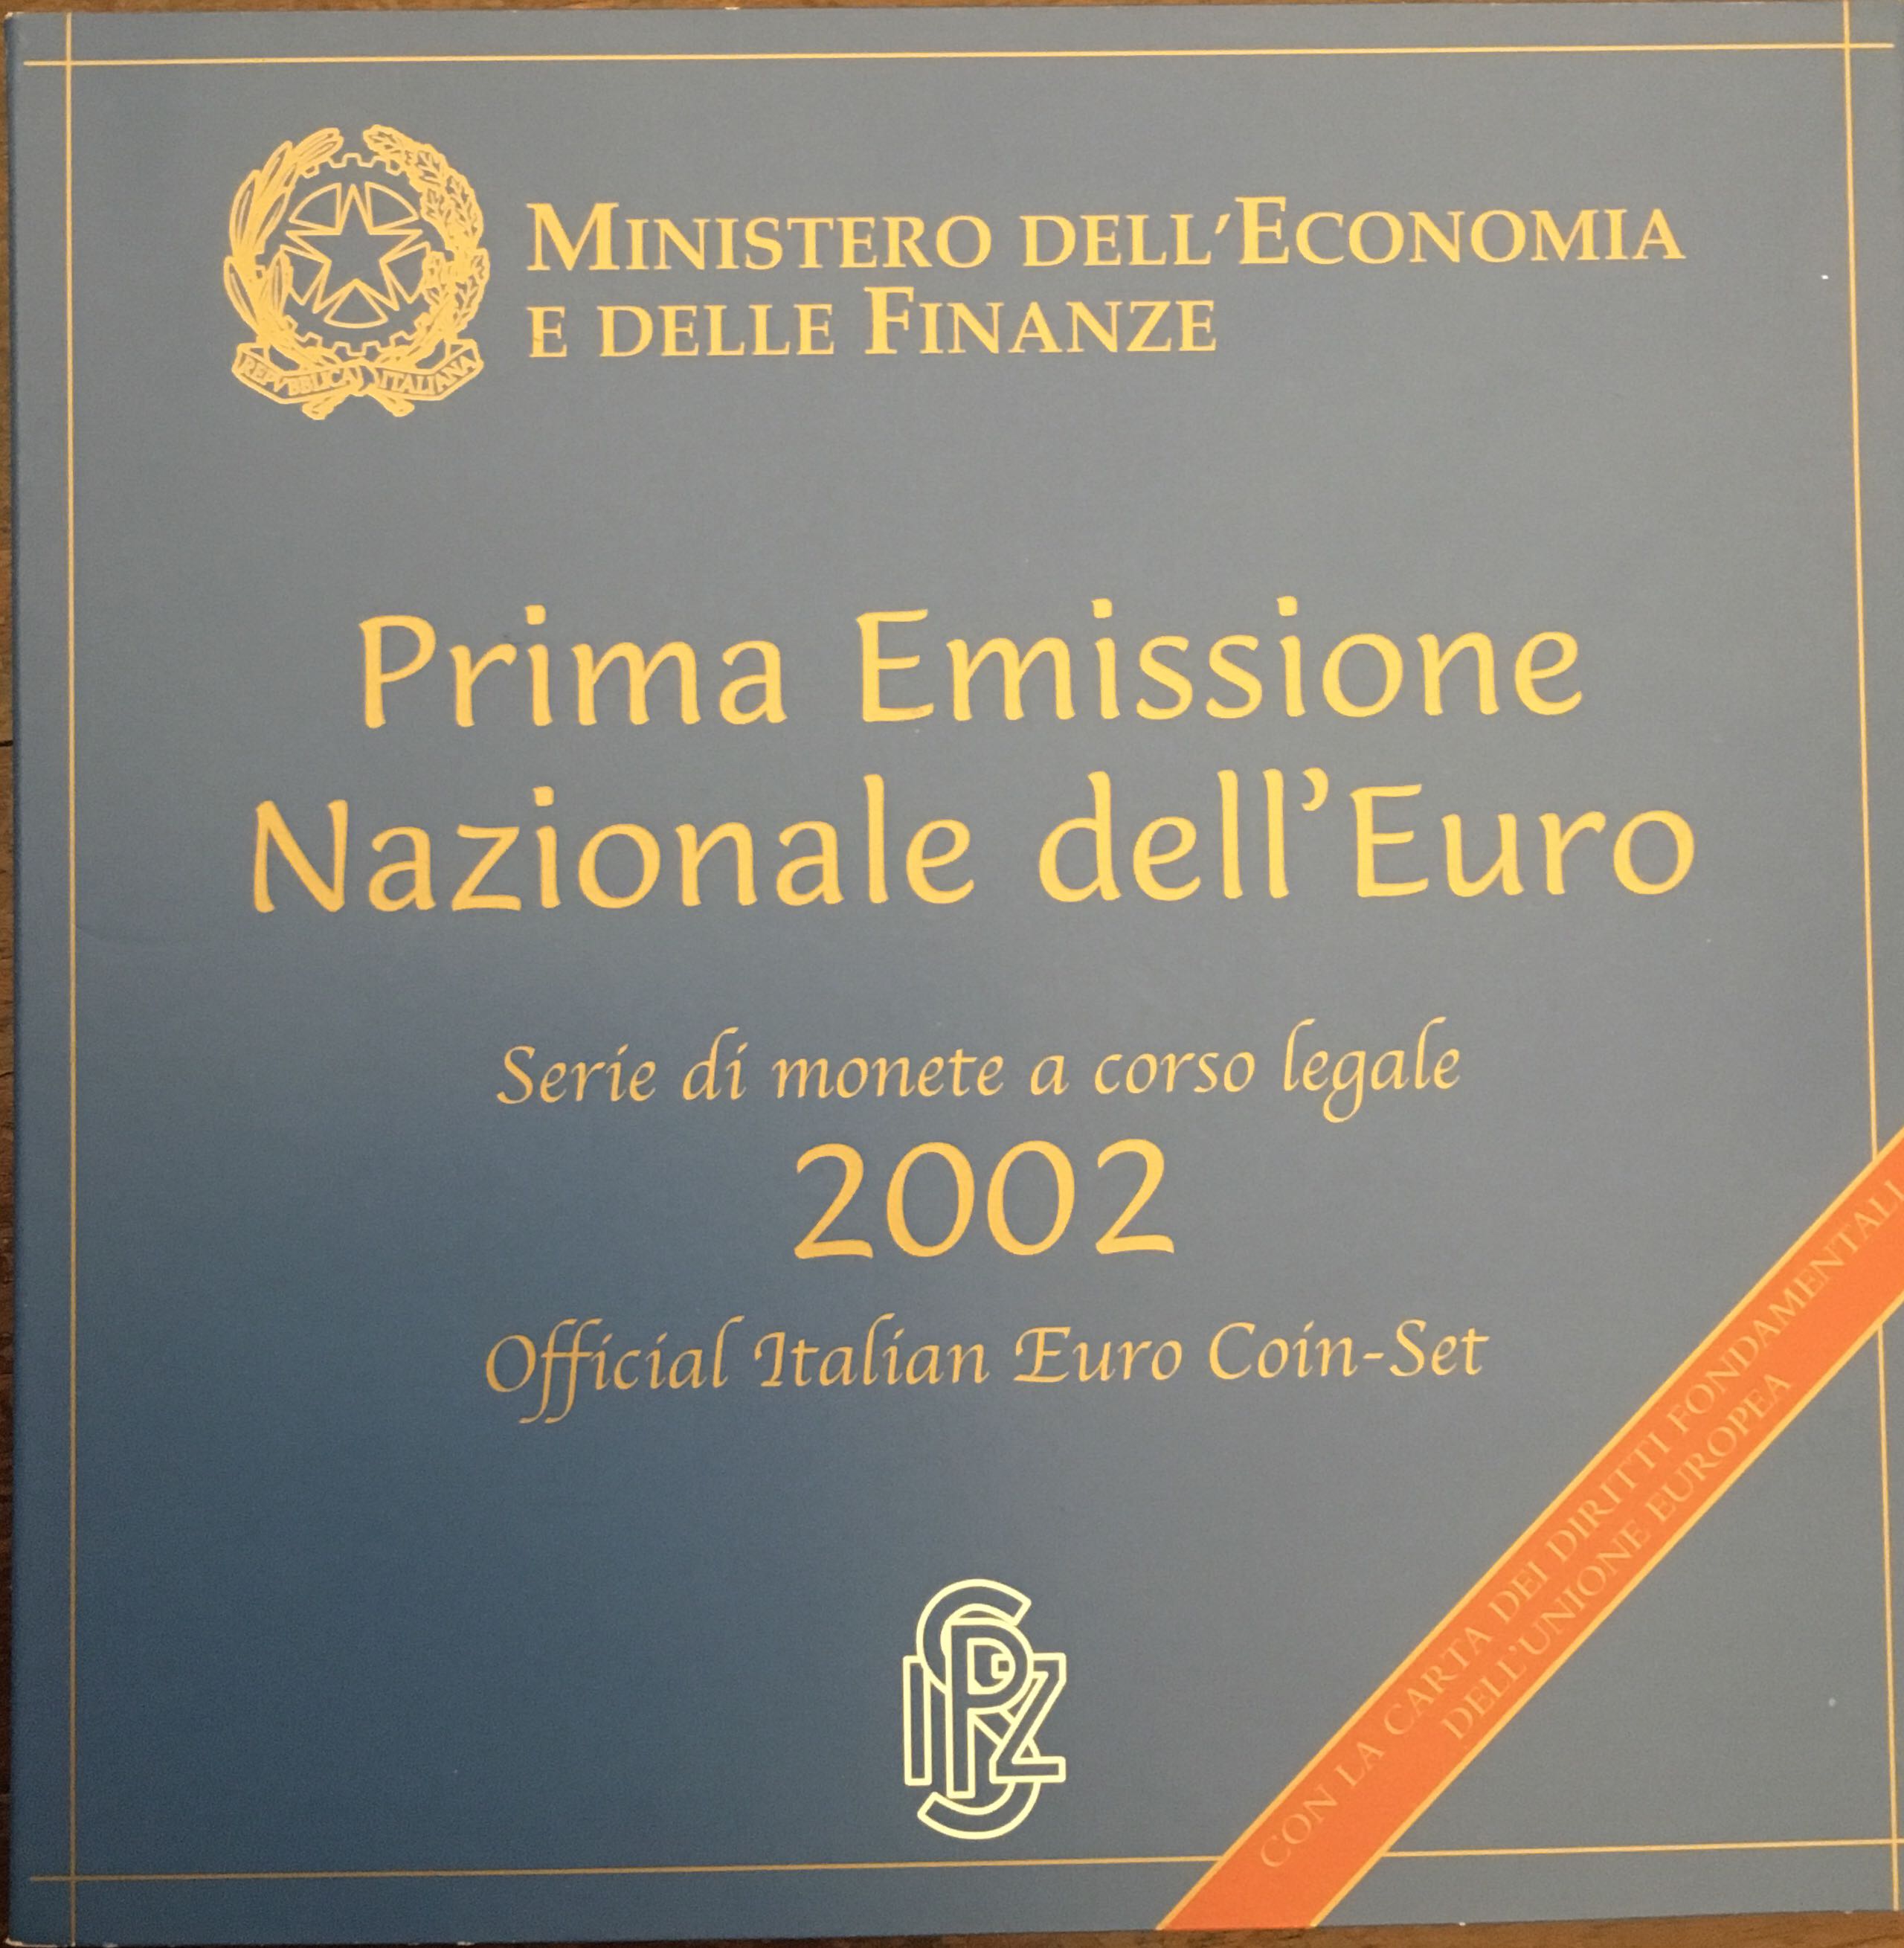 REPVBBLICA ITALIANA
MINISTERO DELL'ECONOMIA
E DELLE FINANZE
Prima Emissione
Nazionale dell'Euro
Serie di monete a corso legale
2002
Official Italian Euro Coin-Set
IPZS
CON LA CARTA DEI DIRITTI FONDAMENTALI
DELL'UNIONE EUROPEA